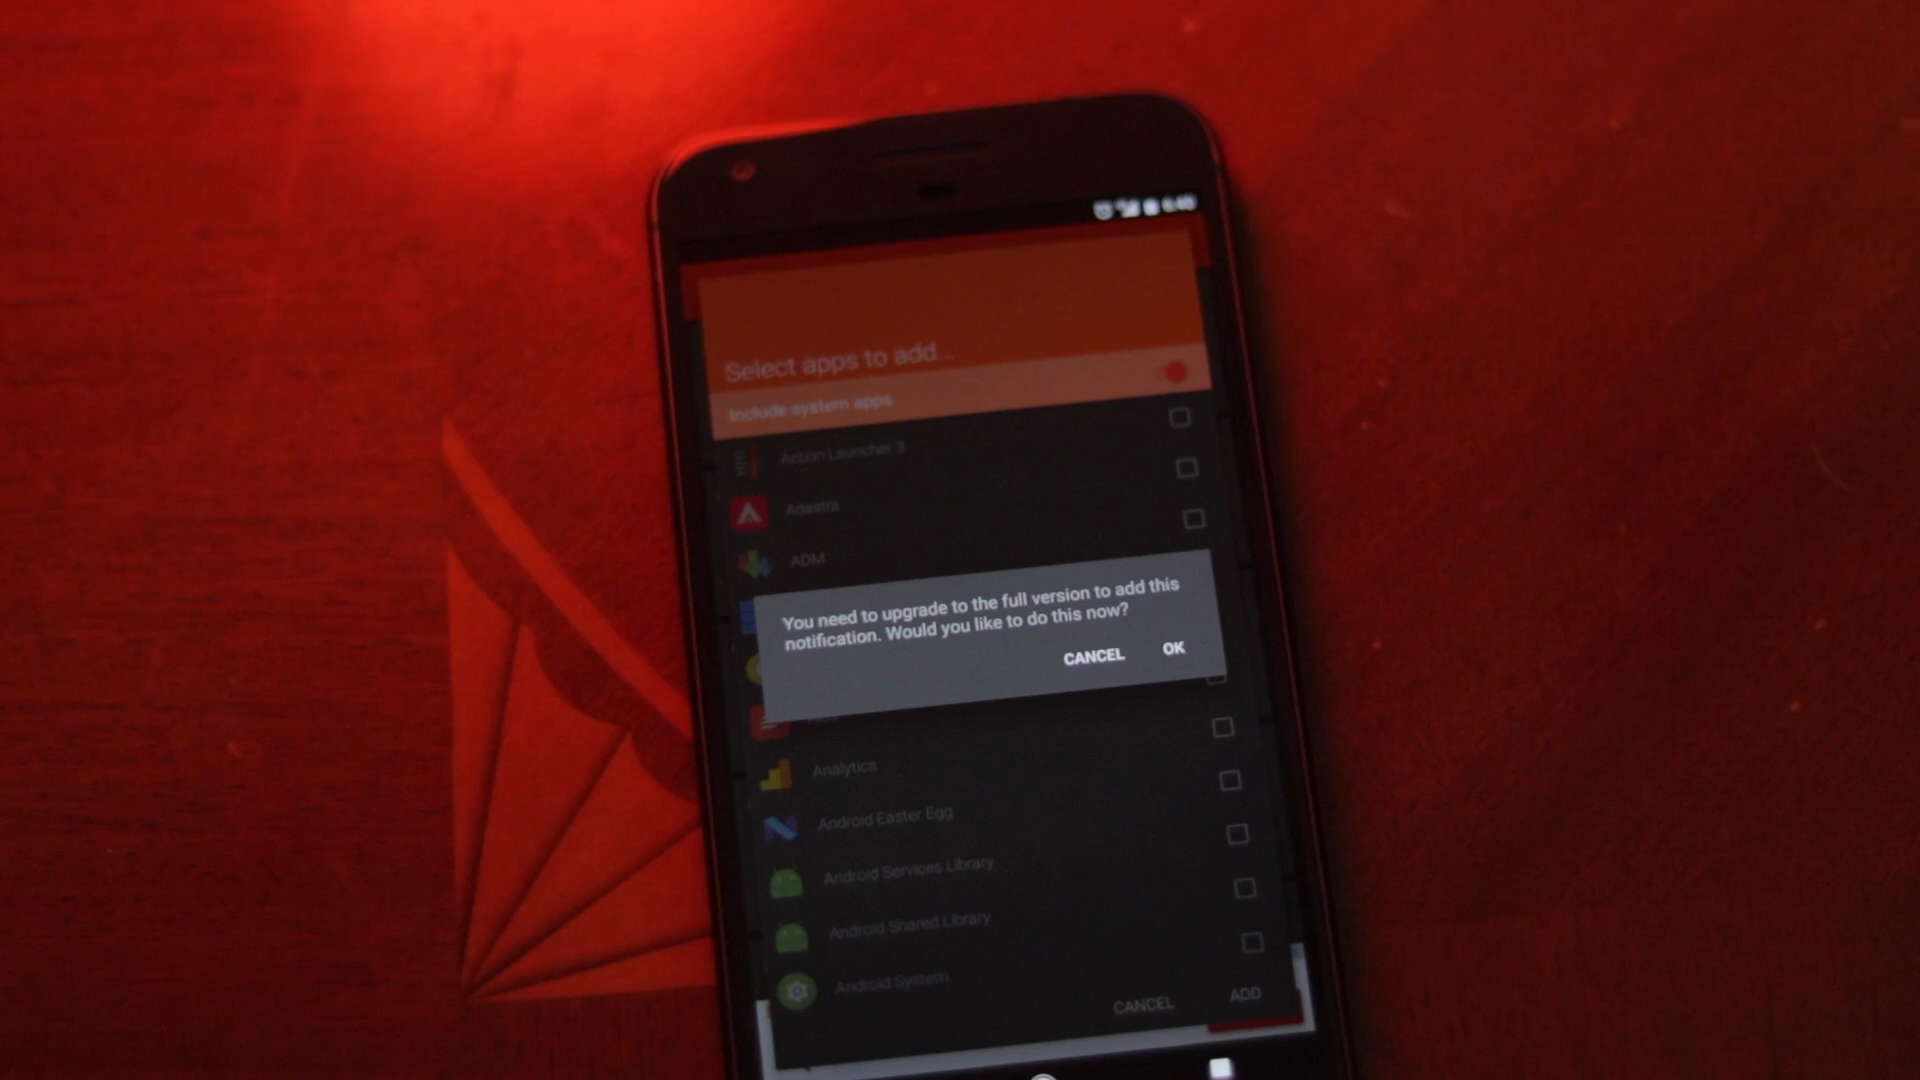 6:40
Select apps to add...
Include system apps
Action Launcher 3
Adastra
ADM
You need to upgrade to the full version to add this
notification. Would you like to do this now?
CANCEL OK
Analytics
Android Easter Egg
Android Services Library
Android Shared Library
Android System
CANCEL ADD